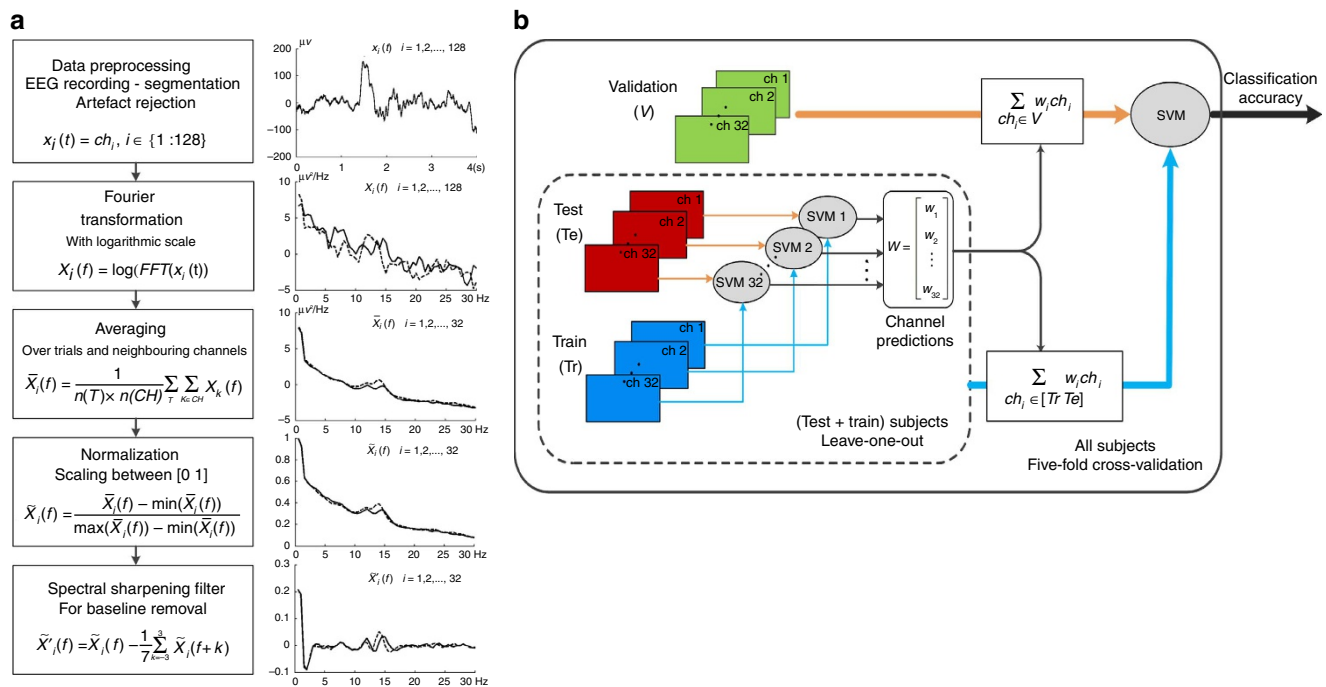 a
Data preprocessing
EEG recording - segmentation
Artefact rejection
x_i(t) = ch_i, i ∈ {1 :128}
Fourier
transformation
With logarithmic scale
X_i(f) = log(FFT(x_i(t))
Averaging
Over trials and neighbouring channels
X̄_i(f) = 1/(n(T) × n(CH)) Σ_T Σ_{K∈CH} X_k(f)
Normalization
Scaling between [0 1]
X̃_i(f) = (X̄_i(f) – min(X̄_i(f)))/(max(X̄_i(f)) – min(X̄_i(f)))
Spectral sharpening filter
For baseline removal
X̃'_i(f) = X̃_i(f) – 1/7 Σ_{k=–3}^{3} X̃_i(f+k)
μv x_i(t) i = 1,2,..., 128
200
100
0
–100
–200
0 1 2 3 4(s)
μv²/Hz X_i(f) i = 1,2,..., 128
10
5
0
–5
0 5 10 15 20 25 30 Hz
μv²/Hz X̄_i(f) i = 1,2,..., 32
10
5
0
–5
0 5 10 15 20 25 30 Hz
X̃_i(f) i = 1,2,..., 32
1
0.8
0.6
0.4
0.2
0
0 5 10 15 20 25 30 Hz
X̃'_i(f) i = 1,2,..., 32
0.3
0.2
0.1
0
–0.1
0 5 10 15 20 25 30 Hz
b
Validation
(V)
ch 1
ch 2
ch 32
Σ w_i ch_i
ch_i ∈ V
SVM
Classification
accuracy
Test
(Te)
ch 1
ch 2
ch 32
SVM 1
SVM 2
SVM 32
W =
w_1
w_2
⋮
w_32
Channel
predictions
Train
(Tr)
ch 1
ch 2
ch 32
(Test + train) subjects
Leave-one-out
Σ w_i ch_i
ch_i ∈ [Tr Te]
All subjects
Five-fold cross-validation